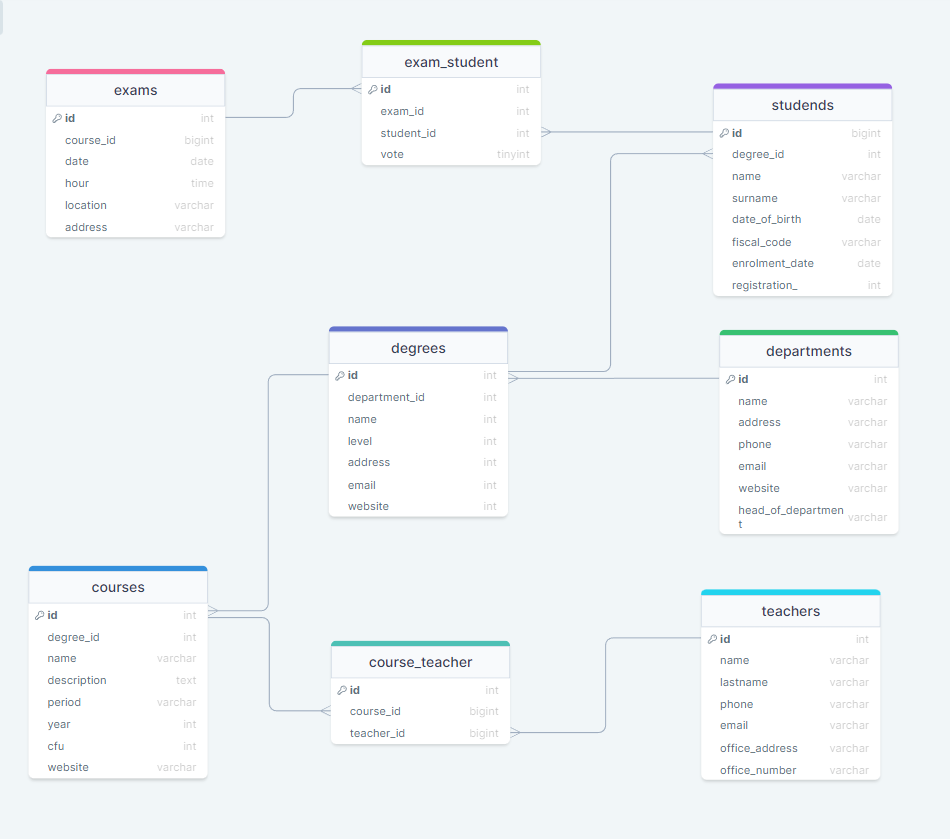 exams
id int
course_id bigint
date date
hour time
location varchar
address varchar
exam_student
id int
exam_id int
student_id int
vote tinyint
studends
id bigint
degree_id int
name varchar
surname varchar
date_of_birth date
fiscal_code varchar
enrolment_date date
registration_ int
degrees
id int
department_id int
name int
level int
address int
email int
website int
departments
id int
name varchar
address varchar
phone varchar
email varchar
website varchar
head_of_departmen varchar
t
courses
id int
degree_id int
name varchar
description text
period varchar
year int
cfu int
website varchar
course_teacher
id int
course_id bigint
teacher_id bigint
teachers
id int
name varchar
lastname varchar
phone varchar
email varchar
office_address varchar
office_number varchar